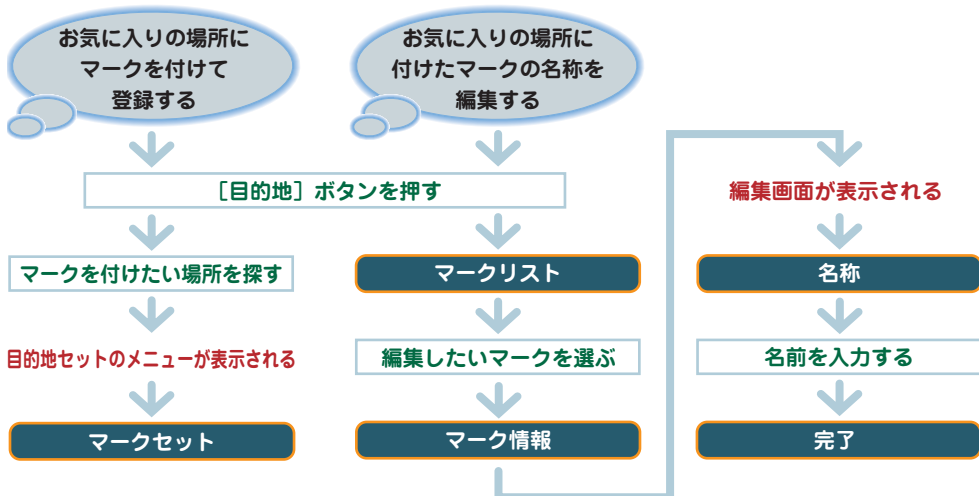 お気に入りの場所に
マークを付けて
登録する
お気に入りの場所に
付けたマークの名称を
編集する
［目的地］ボタンを押す
マークを付けたい場所を探す
目的地セットのメニューが表示される
マークセット
マークリスト
編集したいマークを選ぶ
マーク情報
編集画面が表示される
名称
名前を入力する
完了